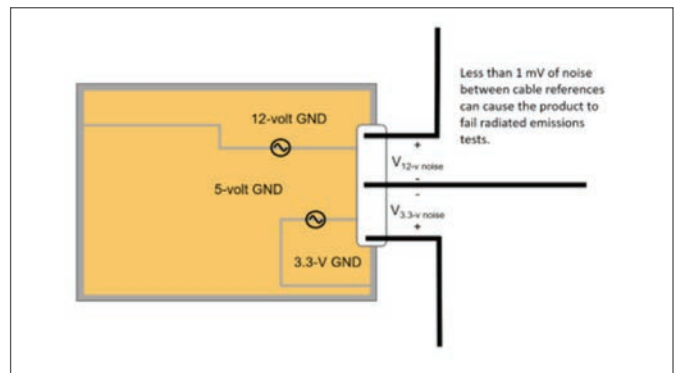 Less than 1 mV of noise
between cable references
can cause the product to
fail radiated emissions
tests.
12-volt GND
+
V12-v noise
-
5-volt GND
-
V3.3-v noise
+
3.3-V GND